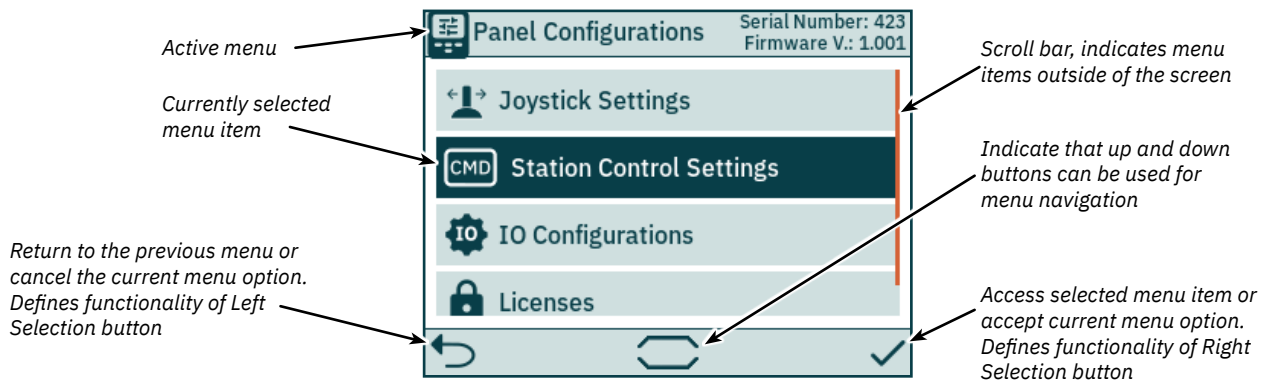 Active menu
Currently selected
menu item
Return to the previous menu or
cancel the current menu option.
Defines functionality of Left
Selection button
Panel Configurations
Serial Number: 423
Firmware V.: 1.001
Joystick Settings
CMD Station Control Settings
IO IO Configurations
Licenses
Scroll bar, indicates menu
items outside of the screen
Indicate that up and down
buttons can be used for
menu navigation
Access selected menu item or
accept current menu option.
Defines functionality of Right
Selection button